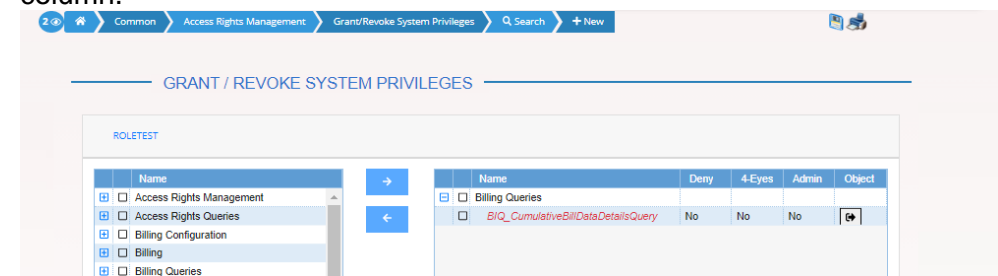 column.
2 Common Access Rights Management Grant/Revoke System Privileges Search + New
GRANT / REVOKE SYSTEM PRIVILEGES
ROLETEST
Name
Access Rights Management
Access Rights Queries
Billing Configuration
Billing
Billing Queries
Name Deny 4-Eyes Admin Object
Billing Queries
BIQ_CumulativeBillDataDetailsQuery No No No